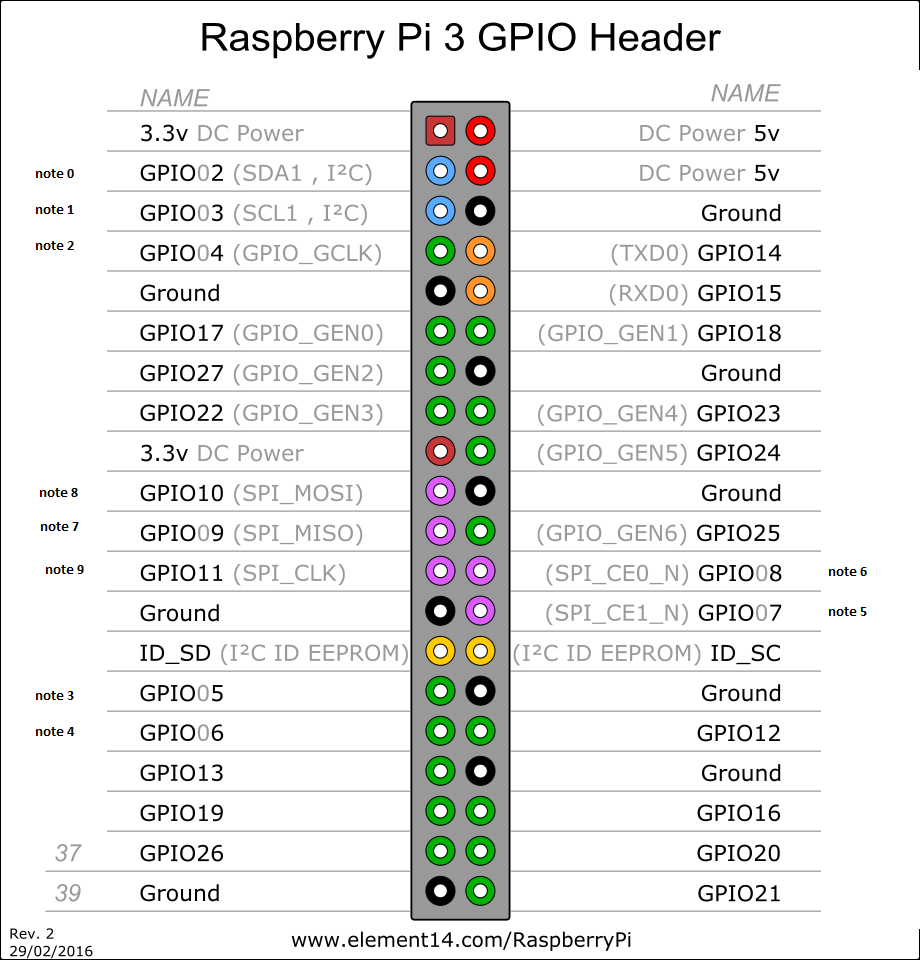 Raspberry Pi 3 GPIO Header
NAME NAME
3.3v DC Power DC Power 5v
note 0 GPIO02 (SDA1 , I²C) DC Power 5v
note 1 GPIO03 (SCL1 , I²C) Ground
note 2 GPIO04 (GPIO_GCLK) (TXD0) GPIO14
Ground (RXD0) GPIO15
GPIO17 (GPIO_GEN0) (GPIO_GEN1) GPIO18
GPIO27 (GPIO_GEN2) Ground
GPIO22 (GPIO_GEN3) (GPIO_GEN4) GPIO23
3.3v DC Power (GPIO_GEN5) GPIO24
note 8 GPIO10 (SPI_MOSI) Ground
note 7 GPIO09 (SPI_MISO) (GPIO_GEN6) GPIO25
note 9 GPIO11 (SPI_CLK) (SPI_CE0_N) GPIO08 note 6
Ground (SPI_CE1_N) GPIO07 note 5
ID_SD (I²C ID EEPROM) (I²C ID EEPROM) ID_SC
note 3 GPIO05 Ground
note 4 GPIO06 GPIO12
GPIO13 Ground
GPIO19 GPIO16
37 GPIO26 GPIO20
39 Ground GPIO21
Rev. 2
29/02/2016
www.element14.com/RaspberryPi